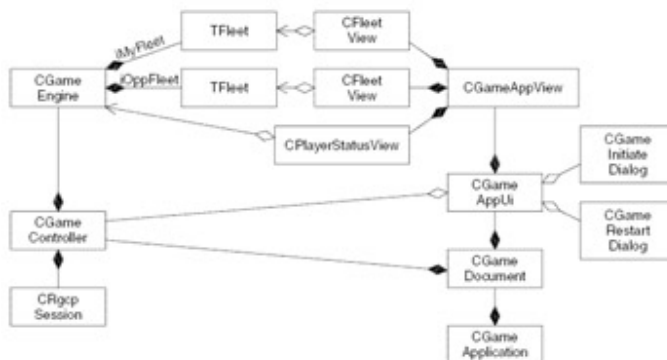 iMyFleet
TFleet
CFleet
View
CGame
Engine
iOppFleet
TFleet
CFleet
View
CGameAppView
CPlayerStatusView
CGame
Initiate
Dialog
CGame
AppUi
CGame
Controller
CGame
Restart
Dialog
CGame
Document
CRgcp
Session
CGame
Application